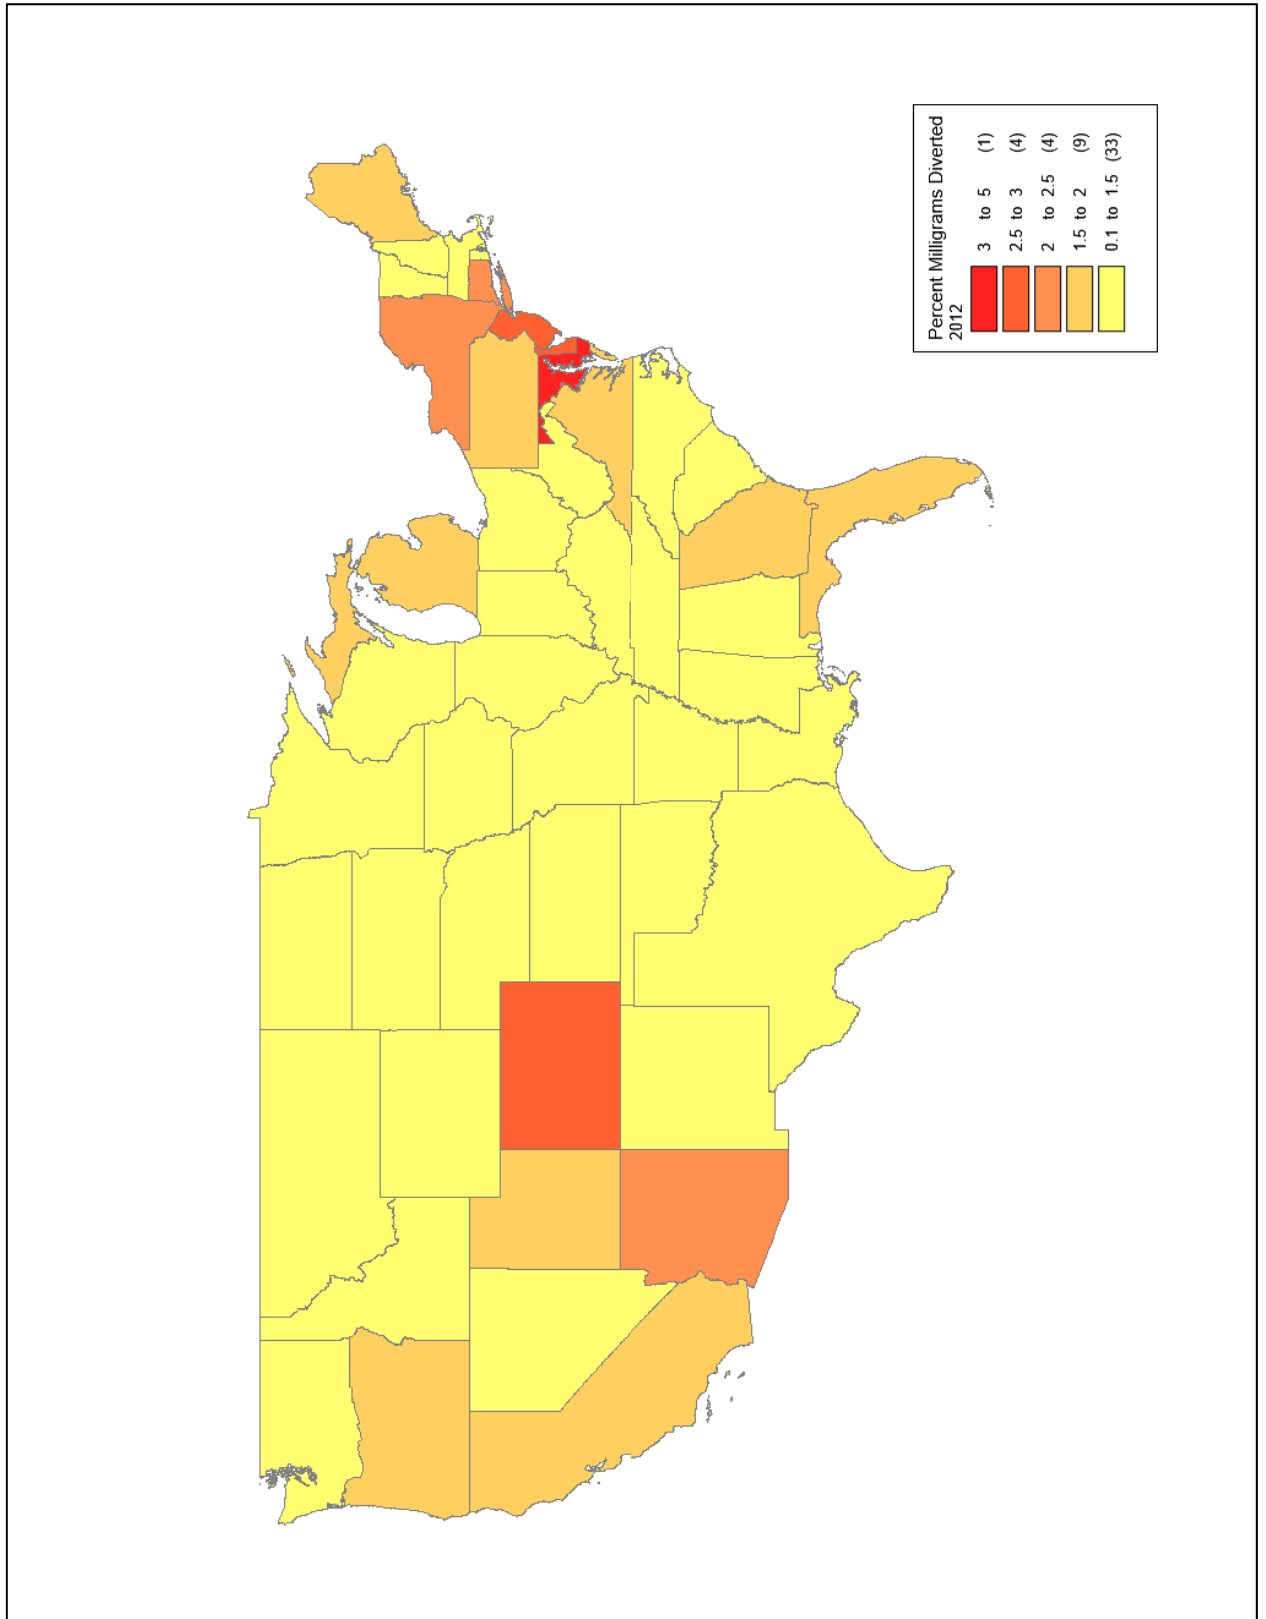 Percent Milligrams Diverted
2012
3 to 5 (1)
2.5 to 3 (4)
2 to 2.5 (4)
1.5 to 2 (9)
0.1 to 1.5 (33)